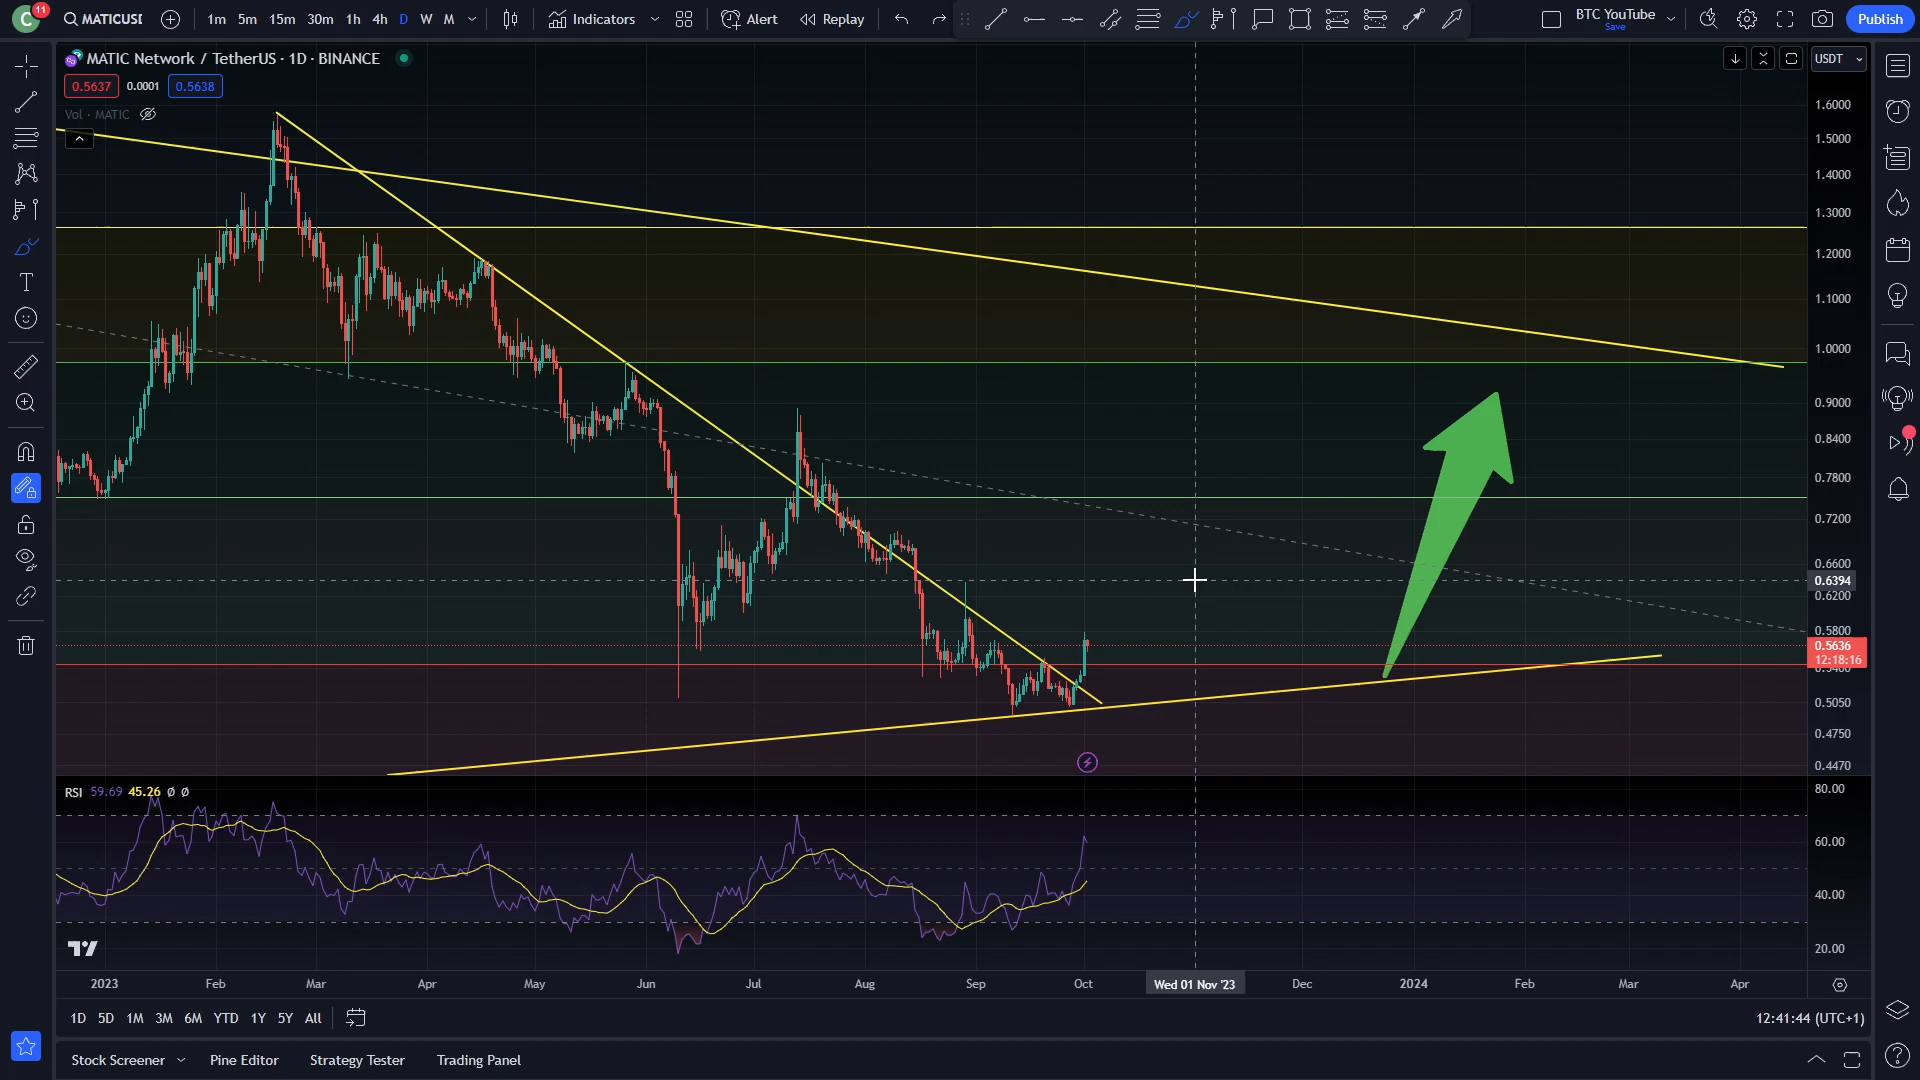 C
11
MATICUSI
1m 5m 15m 30m 1h 4h D W M
Indicators
Alert
Replay
BTC YouTube
Save
Publish
MATIC Network / TetherUS · 1D · BINANCE
USDT
0.5637 0.0001 0.5638
Vol · MATIC
1.6000
1.5000
1.4000
1.3000
1.2000
1.1000
1.0000
0.9000
0.8400
0.7800
0.7200
0.6600
0.6394
0.6200
0.5800
0.5636
12:18:16
0.5400
0.5050
0.4750
0.4470
RSI 59.69 45.26 Ø Ø
80.00
60.00
40.00
20.00
2023 Feb Mar Apr May Jun Jul Aug Sep Oct Wed 01 Nov '23 Dec 2024 Feb Mar Apr
1D 5D 1M 3M 6M YTD 1Y 5Y All
12:41:44 (UTC+1)
Stock Screener Pine Editor Strategy Tester Trading Panel